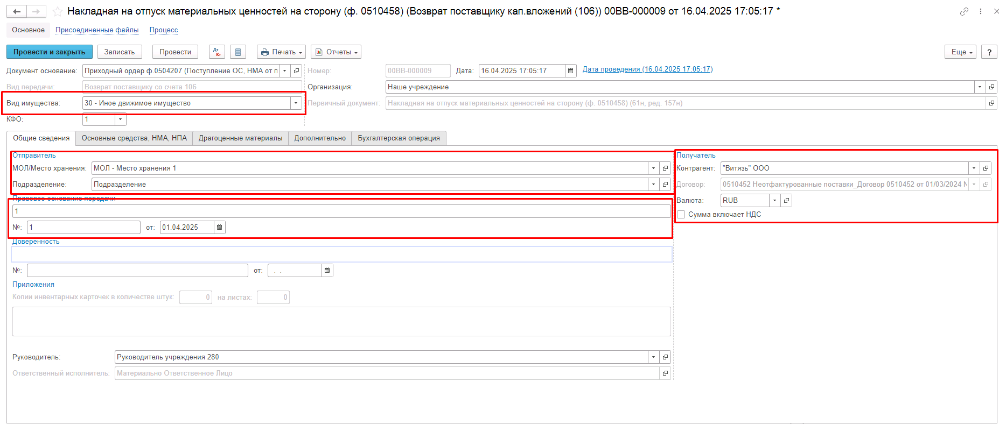 Накладная на отпуск материальных ценностей на сторону (ф. 0510458) (Возврат поставщику кап.вложений (106)) 00ВВ-000009 от 16.04.2025 17:05:17 *
Основное Присоединенные файлы Процесс
Провести и закрыть Записать Провести Дт Кт Печать Отчеты Еще ?
Документ основание: Приходный ордер ф.0504207 (Поступление ОС, НМА от п Номер: 00ВВ-000009 Дата: 16.04.2025 17:05:17 Дата проведения (16.04.2025 17:05:17)
Вид передачи: Возврат поставщику со счета 106 Организация: Наше учреждение
Вид имущества: 30 - Иное движимое имущество Первичный документ: Накладная на отпуск материальных ценностей на сторону (ф. 0510458) (61н, ред. 157н)
КФО: 1
Общие сведения Основные средства, НМА, НПА Драгоценные материалы Дополнительно Бухгалтерская операция
Отправитель Получатель
МОЛ/Место хранения: МОЛ - Место хранения 1 Контрагент: "Витязь" ООО
Подразделение: Подразделение Договор: 0510452 Неотфактурованные поставки_Договор 0510452 от 01/03/2024 N
Правовое основание передачи Валюта: RUB
1 Сумма включает НДС
№: 1 от: 01.04.2025
Доверенность
№: от: . .
Приложения
Копии инвентарных карточек в количестве штук: 0 на листах: 0
Руководитель: Руководитель учреждения 280
Ответственный исполнитель: Материально Ответственное Лицо